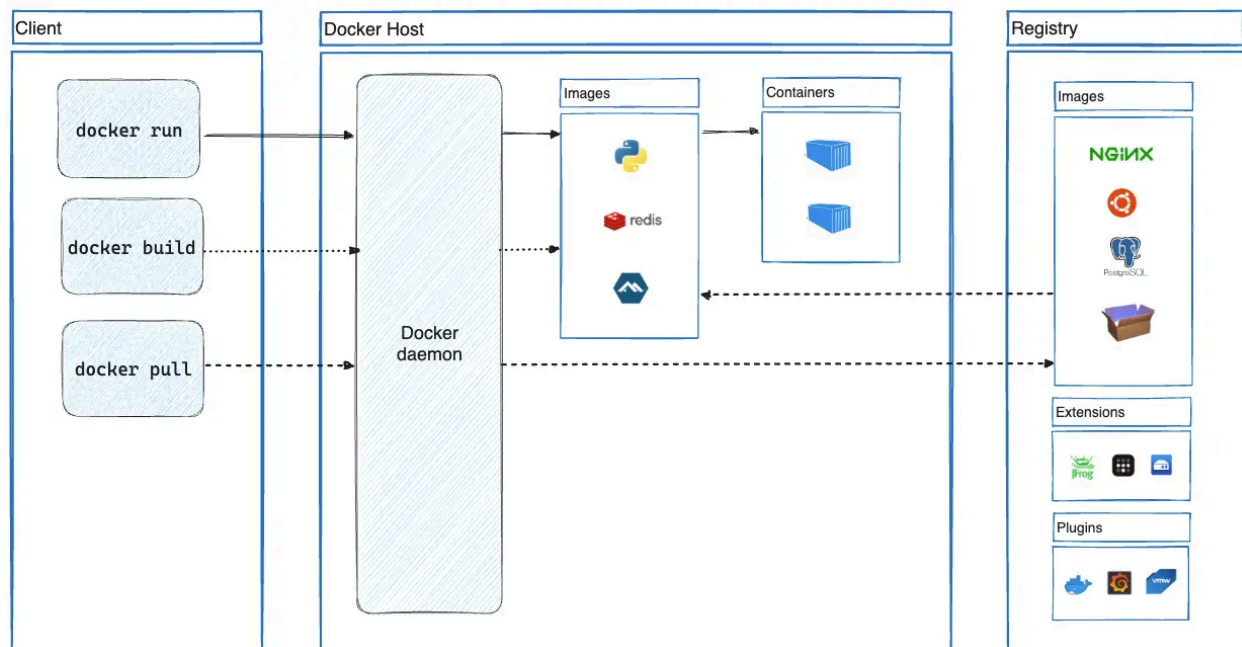 Client
docker run
docker build
docker pull
Docker Host
Docker
daemon
Images
redis
Containers
Registry
Images
NGINX
PostgreSQL
Extensions
JFrog
Plugins
vmw